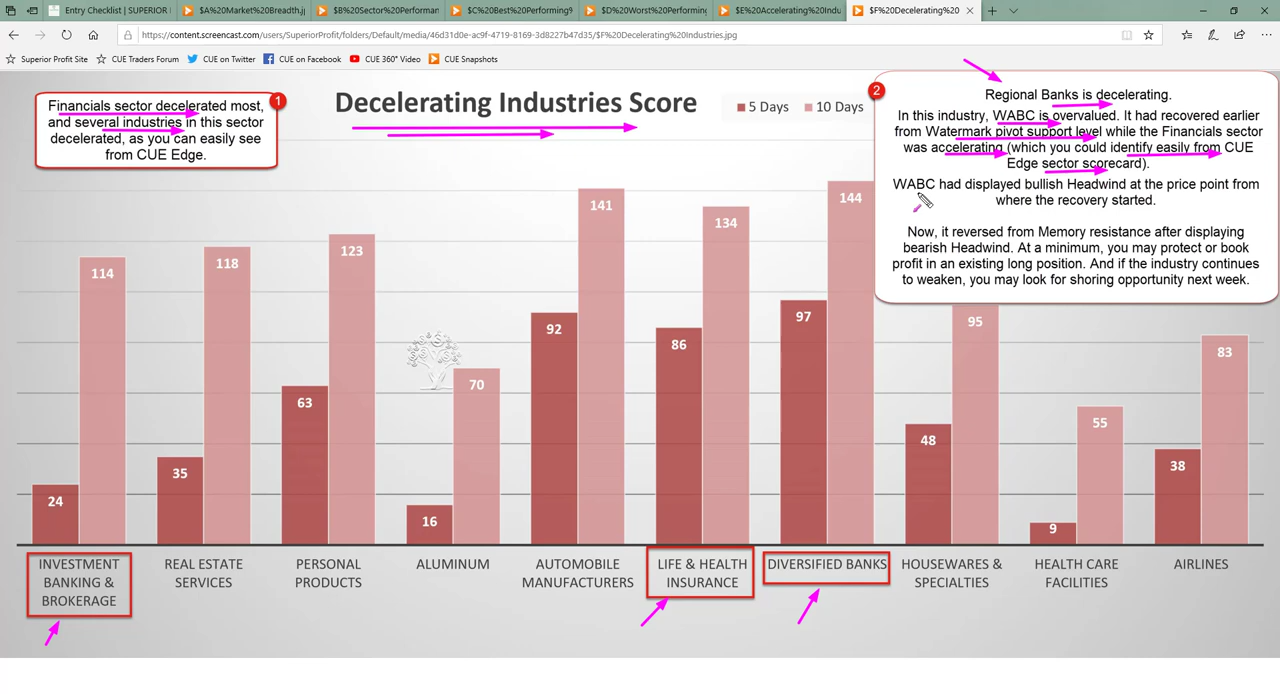 Entry Checklist | SUPERIOR
$A%20Market%20Breadth.j
$B%20Sector%20Performan
$C%20Best%20Performing%
$D%20Worst%20Performing
$E%20Accelerating%20Indu
$F%20Decelerating%20
https://content.screencast.com/users/SuperiorProfit/folders/Default/media/46d31d0e-ac9f-4719-8169-3d8227b47d35/$F%20Decelerating%20Industries.jpg
Superior Profit Site
CUE Traders Forum
CUE on Twitter
CUE on Facebook
CUE 360° Video
CUE Snapshots
1
Financials sector decelerated most,
and several industries in this sector
decelerated, as you can easily see
from CUE Edge.
Decelerating Industries Score
5 Days
10 Days
2
Regional Banks is decelerating.
In this industry, WABC is overvalued. It had recovered earlier
from Watermark pivot support level while the Financials sector
was accelerating (which you could identify easily from CUE
Edge sector scorecard).
WABC had displayed bullish Headwind at the price point from
where the recovery started.
Now, it reversed from Memory resistance after displaying
bearish Headwind. At a minimum, you may protect or book
profit in an existing long position. And if the industry continues
to weaken, you may look for shoring opportunity next week.
24
114
35
118
63
123
16
70
92
141
86
134
97
144
48
95
9
55
38
83
INVESTMENT
BANKING &
BROKERAGE
REAL ESTATE
SERVICES
PERSONAL
PRODUCTS
ALUMINUM
AUTOMOBILE
MANUFACTURERS
LIFE & HEALTH
INSURANCE
DIVERSIFIED BANKS
HOUSEWARES &
SPECIALTIES
HEALTH CARE
FACILITIES
AIRLINES